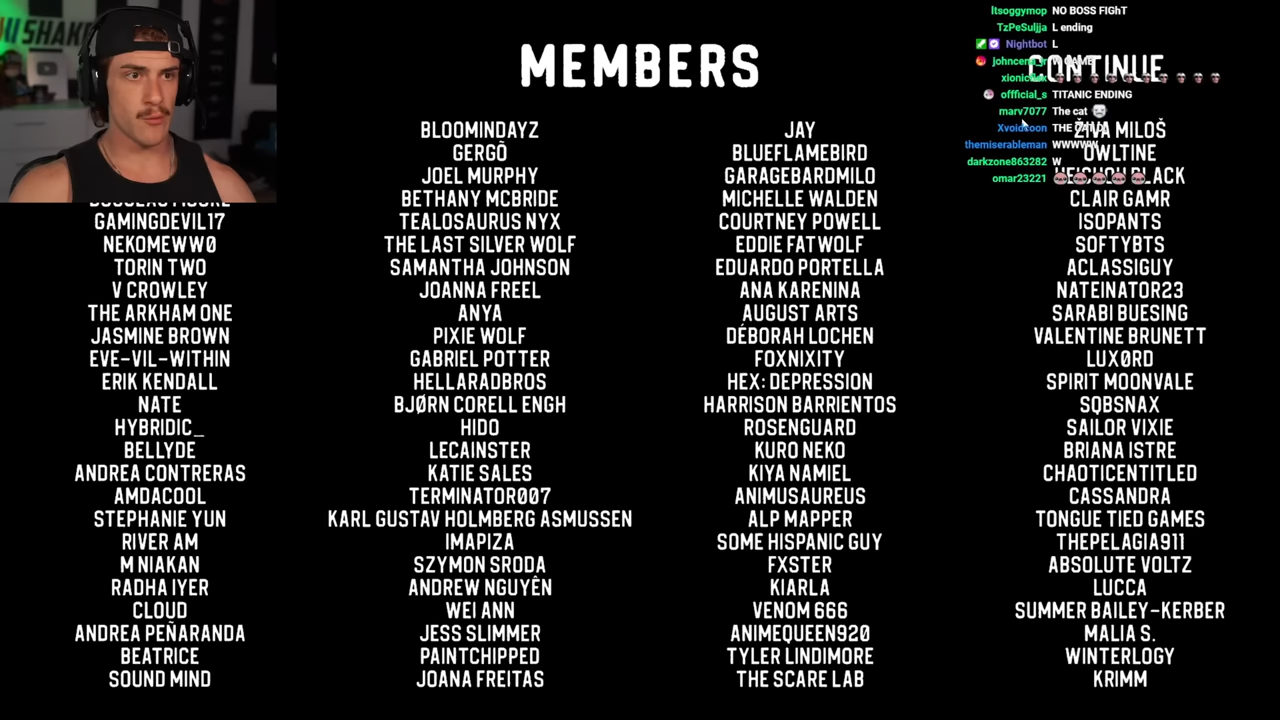 SHAKE
MEMBERS
CONTINUE
ltsoggymop NO BOSS FIGhT
TzPeSuljja L ending
Nightbot L
offficial_s TITANIC ENDING
marv7077 The cat
themiserableman WWWWW
darkzone863282 W
omar23221
GAMINGDEVIL17
NEKOMEWW0
TORIN TWO
V CROWLEY
THE ARKHAM ONE
JASMINE BROWN
EVE-VIL-WITHIN
ERIK KENDALL
NATE
HYBRIDIC_
BELLYDE
ANDREA CONTRERAS
AMDACOOL
STEPHANIE YUN
RIVER AM
M NIAKAN
RADHA IYER
CLOUD
ANDREA PEÑARANDA
BEATRICE
SOUND MIND
BLOOMINDAYZ
GERGÕ
JOEL MURPHY
BETHANY MCBRIDE
TEALOSAURUS NYX
THE LAST SILVER WOLF
SAMANTHA JOHNSON
JOANNA FREEL
ANYA
PIXIE WOLF
GABRIEL POTTER
HELLARADBROS
BJØRN CORELL ENGH
HIDO
LECAINSTER
KATIE SALES
TERMINATOR007
KARL GUSTAV HOLMBERG ASMUSSEN
IMAPIZA
SZYMON SRODA
ANDREW NGUYÊN
WEI ANN
JESS SLIMMER
PAINTCHIPPED
JOANA FREITAS
JAY
BLUEFLAMEBIRD
GARAGEBARDMILO
MICHELLE WALDEN
COURTNEY POWELL
EDDIE FATWOLF
EDUARDO PORTELLA
ANA KARENINA
AUGUST ARTS
DÉBORAH LOCHEN
FOXNIXITY
HEX: DEPRESSION
HARRISON BARRIENTOS
ROSENGUARD
KURO NEKO
KIYA NAMIEL
ANIMUSAUREUS
ALP MAPPER
SOME HISPANIC GUY
FXSTER
KIARLA
VENOM 666
ANIMEQUEEN920
TYLER LINDIMORE
THE SCARE LAB
ŽIVA MILOŠ
OWLTINE
BLACK
CLAIR GAMR
ISOPANTS
SOFTYBTS
ACLASSIGUY
NATEINATOR23
SARABI BUESING
VALENTINE BRUNETT
LUXØRD
SPIRIT MOONVALE
SQBSNAX
SAILOR VIXIE
BRIANA ISTRE
CHAOTICENTITLED
CASSANDRA
TONGUE TIED GAMES
THEPELAGIA911
ABSOLUTE VOLTZ
LUCCA
SUMMER BAILEY-KERBER
MALIA S.
WINTERLOGY
KRIMM